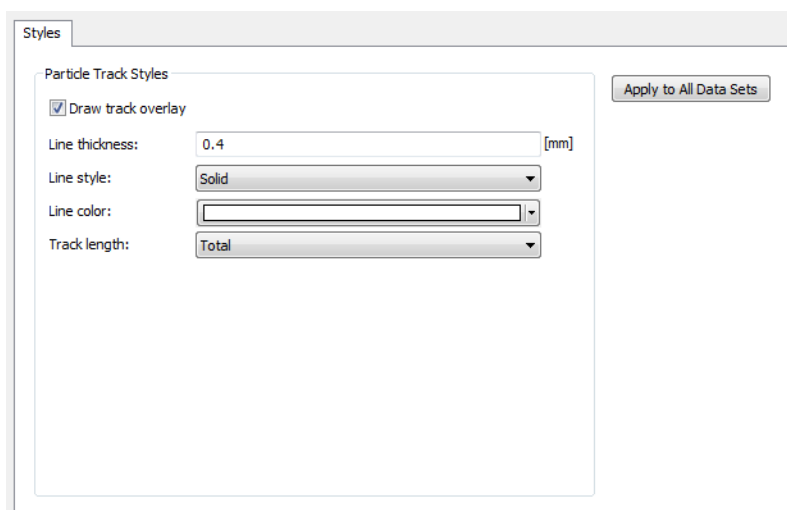 Styles
Particle Track Styles
Apply to All Data Sets
Draw track overlay
Line thickness: 0.4 [mm]
Line style: Solid
Line color:
Track length: Total